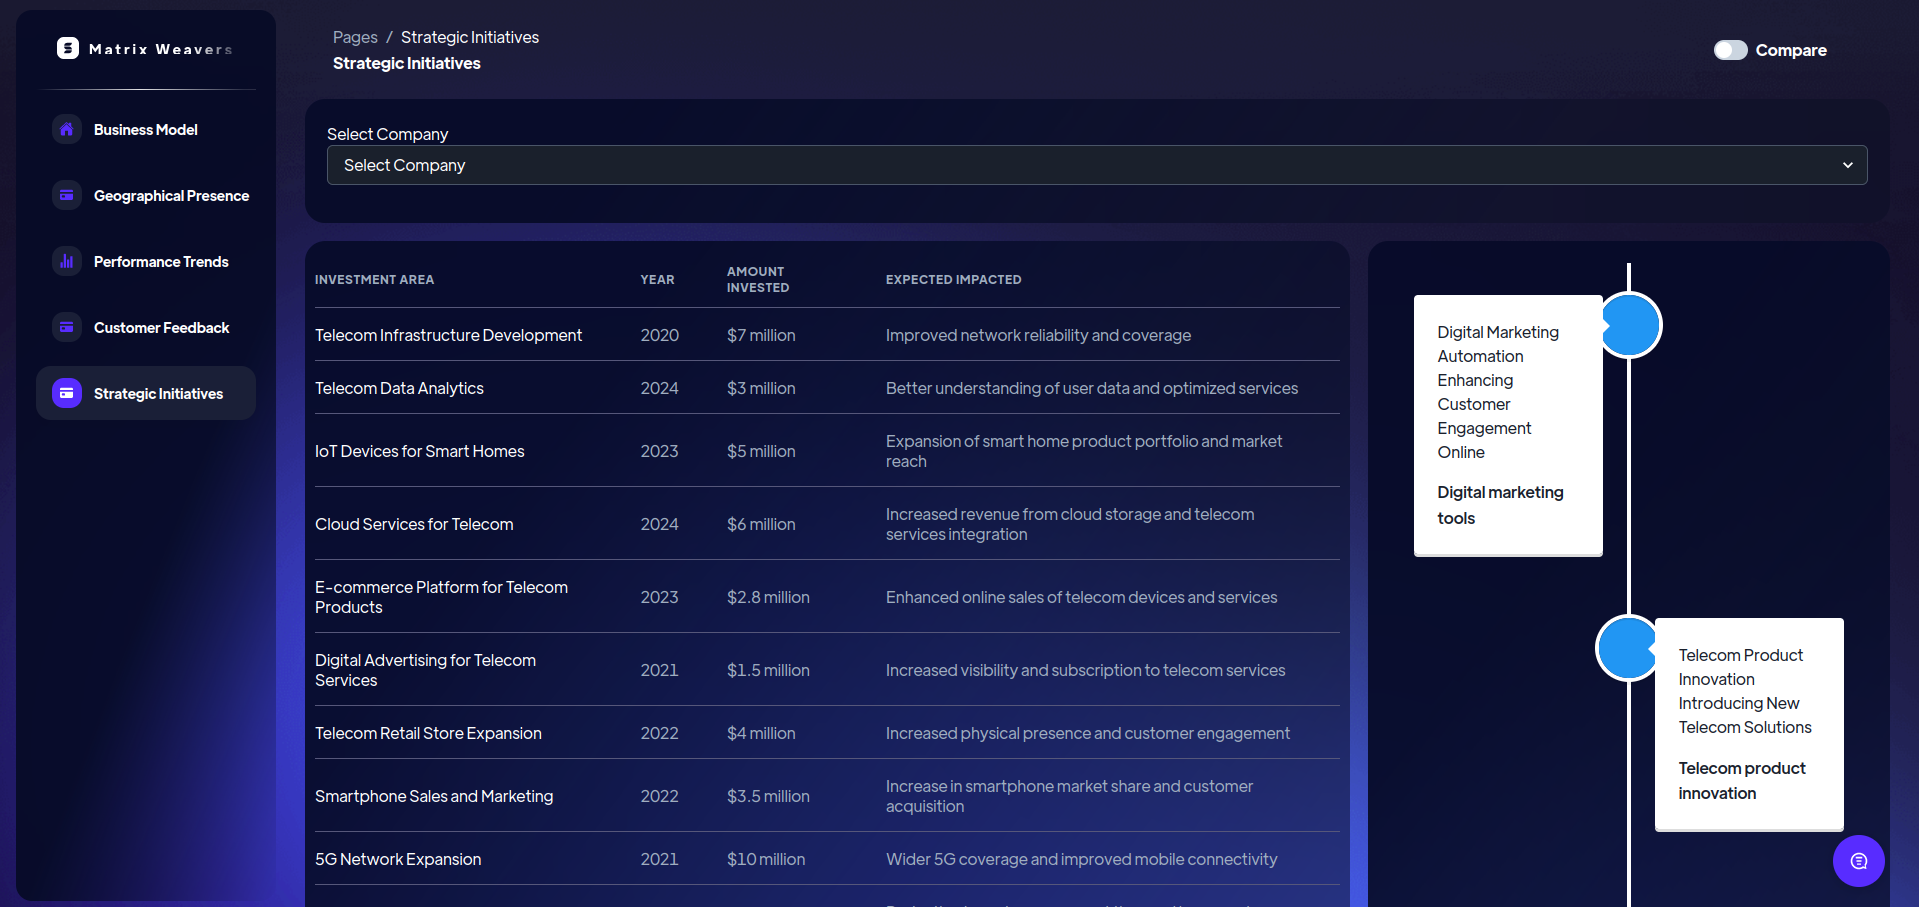 Matrix Weavers
Business Model
Geographical Presence
Performance Trends
Customer Feedback
Strategic Initiatives
Pages / Strategic Initiatives
Strategic Initiatives
Compare
Select Company
Select Company
INVESTMENT AREA YEAR AMOUNT INVESTED EXPECTED IMPACTED
Telecom Infrastructure Development 2020 $7 million Improved network reliability and coverage
Telecom Data Analytics 2024 $3 million Better understanding of user data and optimized services
IoT Devices for Smart Homes 2023 $5 million Expansion of smart home product portfolio and market
reach
Cloud Services for Telecom 2024 $6 million Increased revenue from cloud storage and telecom
services integration
E-commerce Platform for Telecom
Products 2023 $2.8 million Enhanced online sales of telecom devices and services
Digital Advertising for Telecom
Services 2021 $1.5 million Increased visibility and subscription to telecom services
Telecom Retail Store Expansion 2022 $4 million Increased physical presence and customer engagement
Smartphone Sales and Marketing 2022 $3.5 million Increase in smartphone market share and customer
acquisition
5G Network Expansion 2021 $10 million Wider 5G coverage and improved mobile connectivity
Digital Marketing
Automation
Enhancing
Customer
Engagement
Online
Digital marketing
tools
Telecom Product
Innovation
Introducing New
Telecom Solutions
Telecom product
innovation